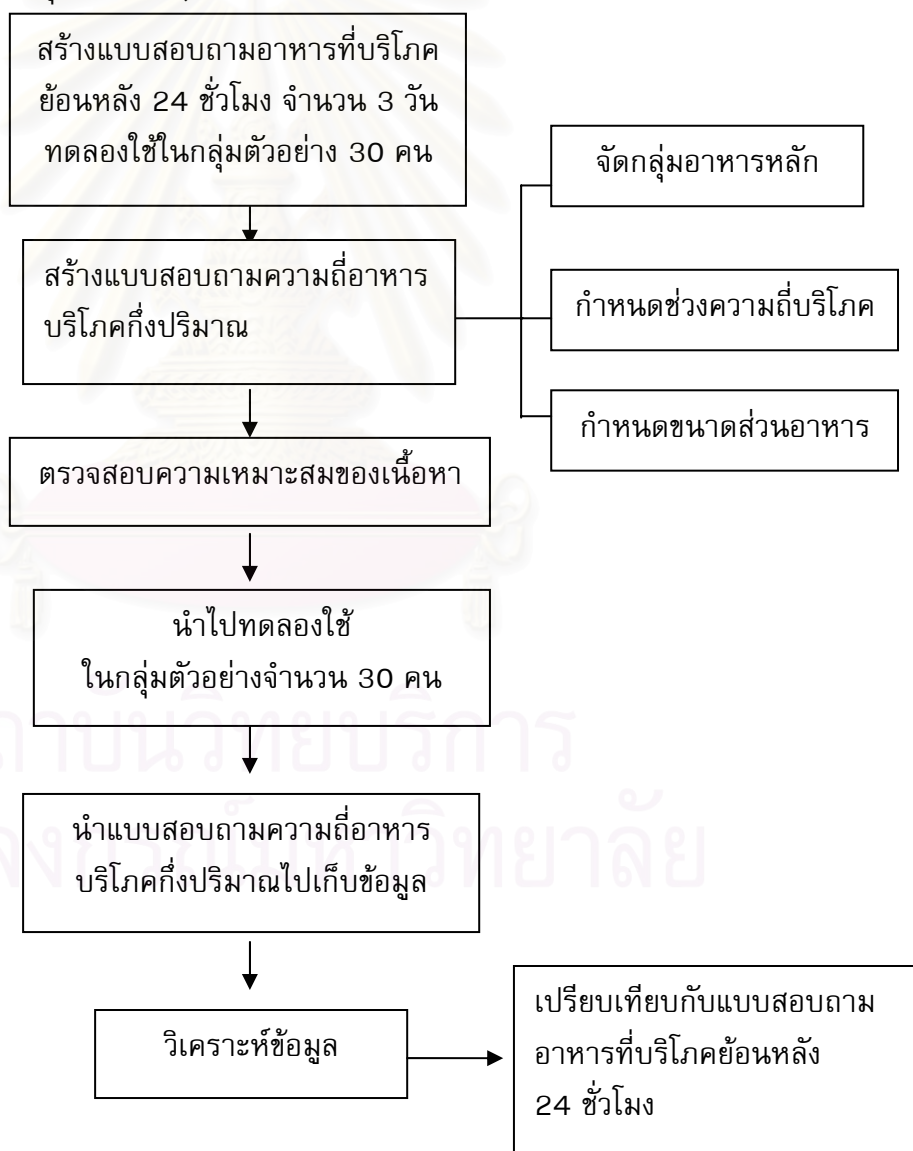 สร้างแบบสอบถามอาหารที่บริโภค
ย้อนหลัง 24 ชั่วโมง จำนวน 3 วัน
ทดลองใช้ในกลุ่มตัวอย่าง 30 คน
จัดกลุ่มอาหารหลัก
สร้างแบบสอบถามความถี่อาหาร
บริโภคกึ่งปริมาณ
กำหนดช่วงความถี่บริโภค
กำหนดขนาดส่วนอาหาร
ตรวจสอบความเหมาะสมของเนื้อหา
นำไปทดลองใช้
ในกลุ่มตัวอย่างจำนวน 30 คน
นำแบบสอบถามความถี่อาหาร
บริโภคกึ่งปริมาณไปเก็บข้อมูล
วิเคราะห์ข้อมูล
เปรียบเทียบกับแบบสอบถาม
อาหารที่บริโภคย้อนหลัง
24 ชั่วโมง